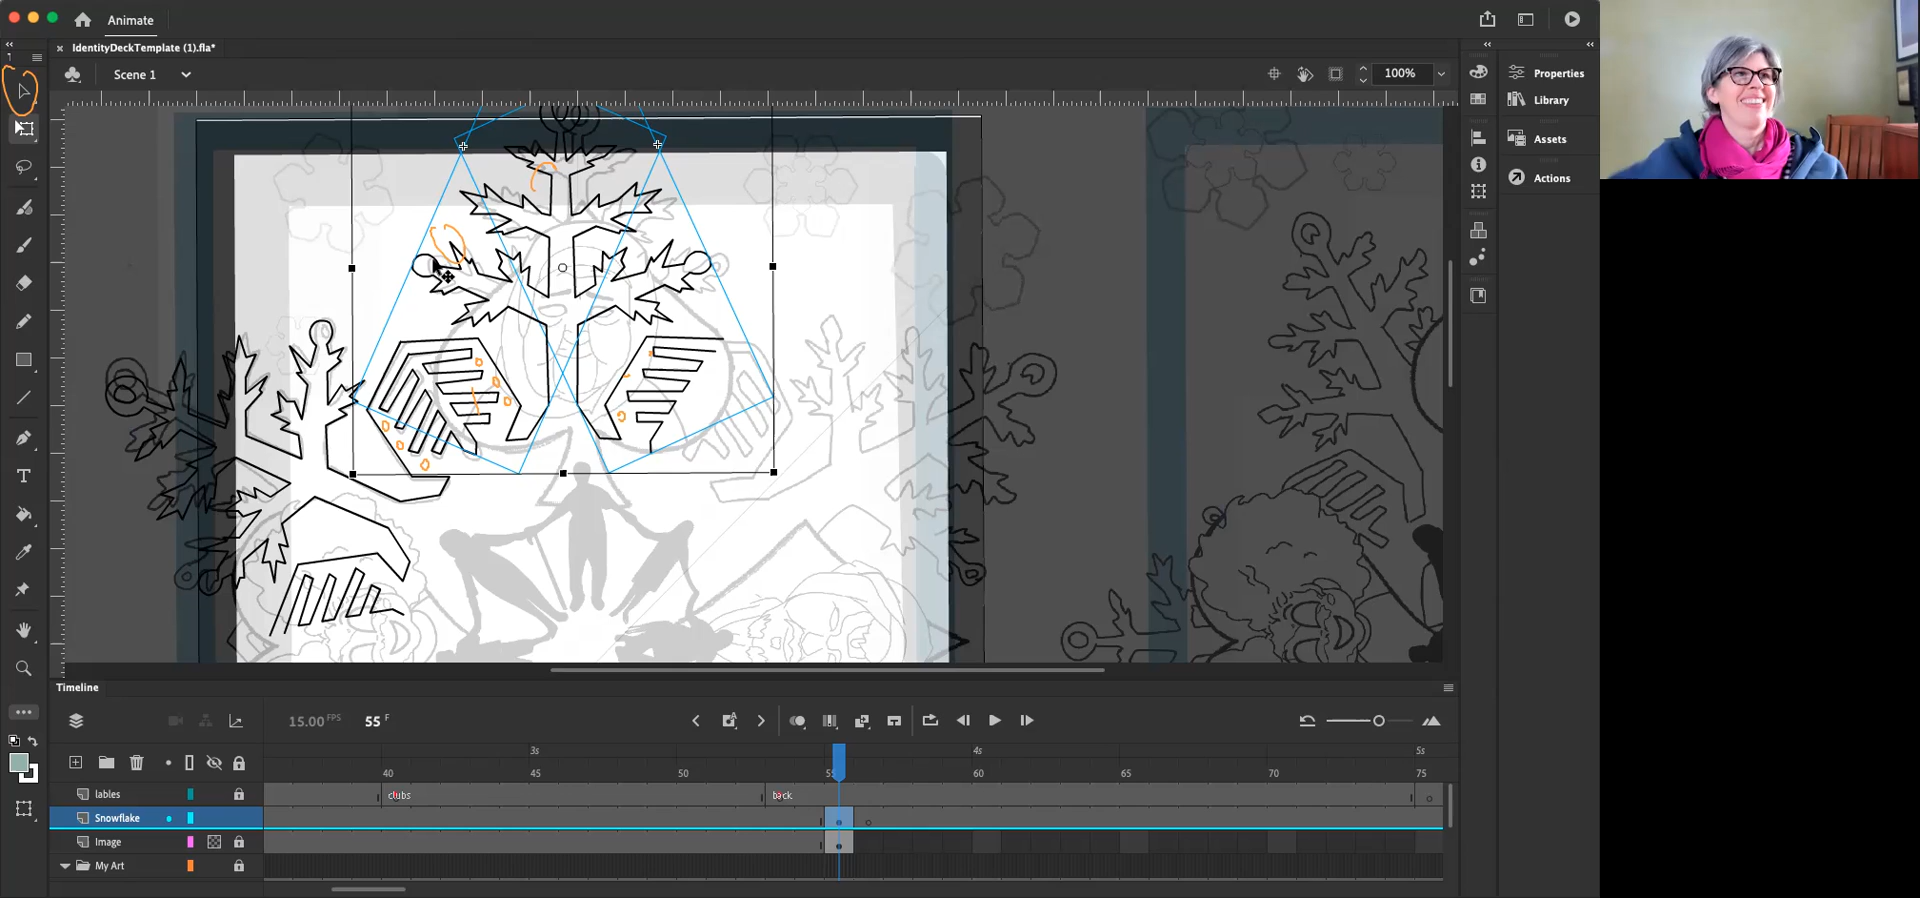 Animate
IdentityDeckTemplate (1).fla*
Scene 1
100%
Properties
Library
Assets
Actions
T
Timeline
15.00 FPS
55 F
3s
4s
5s
40
45
50
55
60
65
70
75
lables
clubs
back
Snowflake
Image
My Art